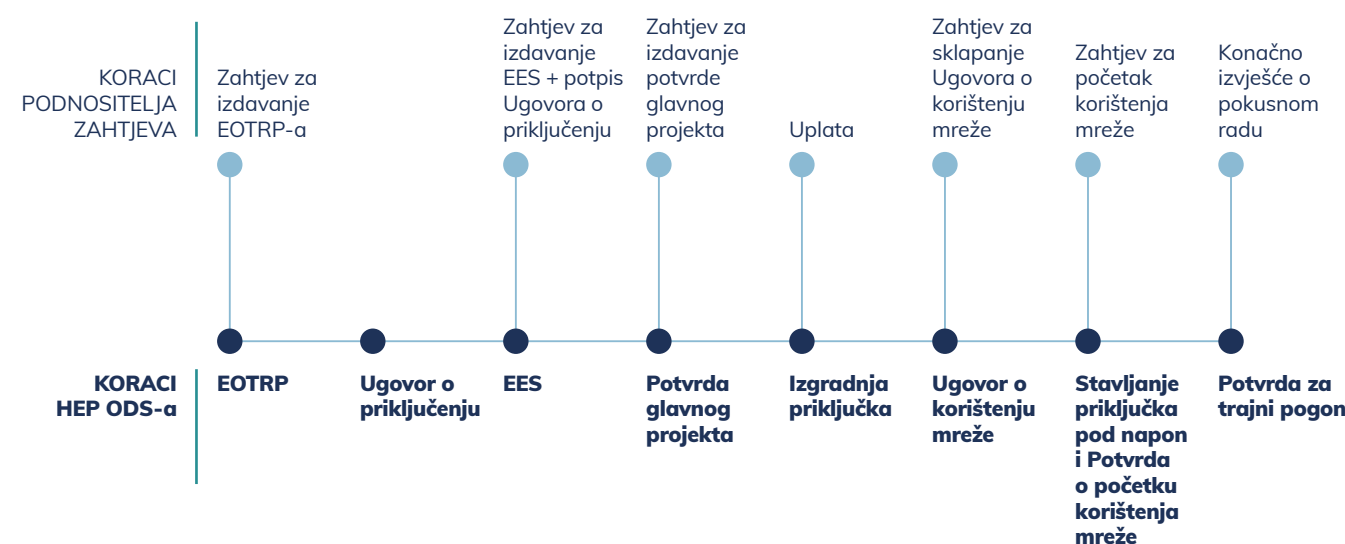 KORACI
PODNOSITELJA
ZAHTJEVA
Zahtjev za
izdavanje
EOTRP-a
Zahtjev za
izdavanje
EES + potpis
Ugovora o
priključenju
Zahtjev za
izdavanje
potvrde
glavnog
projekta
Uplata
Zahtjev za
sklapanje
Ugovora o
korištenju
mreže
Zahtjev za
početak
korištenja
mreže
Konačno
izvješće o
pokusnom
radu
KORACI
HEP ODS-a
EOTRP
Ugovor o
priključenju
EES
Potvrda
glavnog
projekta
Izgradnja
priključka
Ugovor o
korištenju
mreže
Stavljanje
priključka
pod napon
i Potvrda
o početku
korištenja
mreže
Potvrda za
trajni pogon